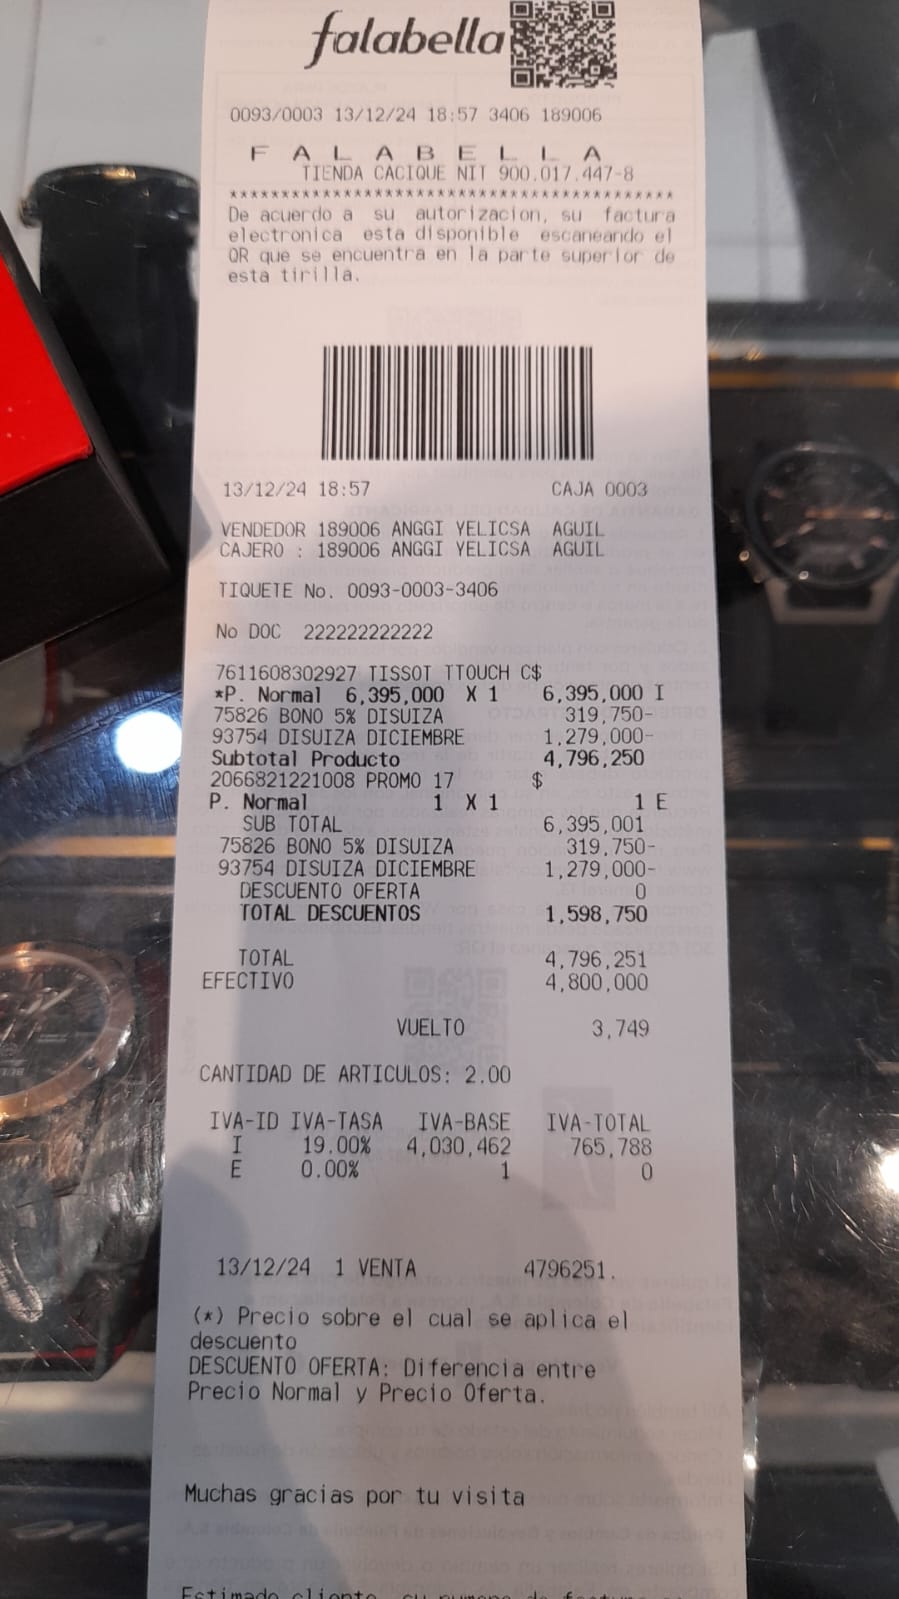 falabella
0093/0003 13/12/24 18:57 3406 189006
F A L A B E L L A
TIENDA CACIQUE NIT 900.017.447-8
******************************************
De acuerdo a su autorizacion, su factura
electronica esta disponible escaneando el
QR que se encuentra en la parte superior de
esta tirilla.
13/12/24 18:57 CAJA 0003
VENDEDOR 189006 ANGGI YELICSA AGUIL
CAJERO : 189006 ANGGI YELICSA AGUIL
TIQUETE No. 0093-0003-3406
No DOC 222222222222
7611608302927 TISSOT TTOUCH C$
*P. Normal 6,395,000 X 1 6,395,000 I
75826 BONO 5% DISUIZA 319,750-
93754 DISUIZA DICIEMBRE 1,279,000-
Subtotal Producto 4,796,250
2066821221008 PROMO 17 $
P. Normal 1 X 1 1 E
SUB TOTAL 6,395,001
75826 BONO 5% DISUIZA 319,750-
93754 DISUIZA DICIEMBRE 1,279,000-
DESCUENTO OFERTA 0
TOTAL DESCUENTOS 1,598,750
TOTAL 4,796,251
EFECTIVO 4,800,000
VUELTO 3,749
CANTIDAD DE ARTICULOS: 2.00
IVA-ID IVA-TASA IVA-BASE IVA-TOTAL
I 19.00% 4,030,462 765,788
E 0.00% 1 0
13/12/24 1 VENTA 4796251.
(*) Precio sobre el cual se aplica el
descuento
DESCUENTO OFERTA: Diferencia entre
Precio Normal y Precio Oferta.
Muchas gracias por tu visita
Estimado cliente, su numero de factura